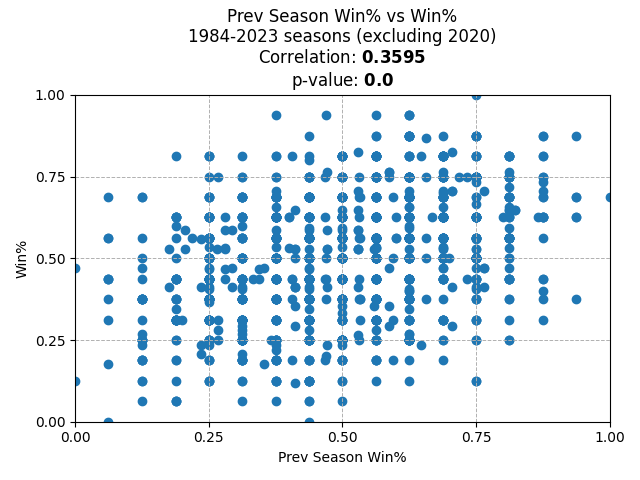 Prev Season Win% vs Win%
1984-2023 seasons (excluding 2020)
Correlation: 0.3595
p-value: 0.0
1.00
0.75
0.50
0.25
0.00
Win%
0.00 0.25 0.50 0.75 1.00
Prev Season Win%